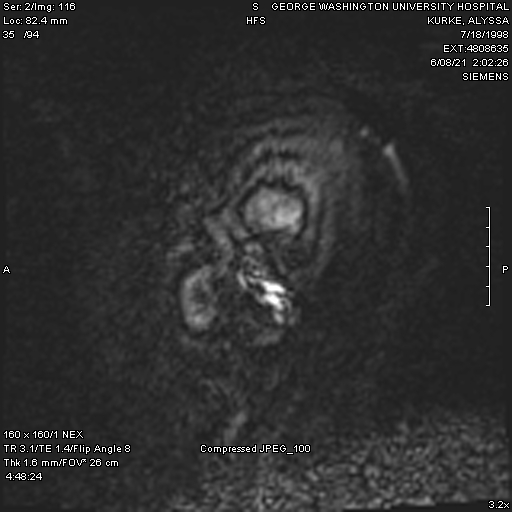 Ser: 2/Img: 116
Loc: 82.4 mm
35 /94
S
HFS
GEORGE WASHINGTON UNIVERSITY HOSPITAL
KURKE, ALYSSA
7/18/1998
EXT:4808635
6/08/21 2:02:26
SIEMENS
A
P
160 x 160/1 NEX
TR 3.1/TE 1.4/Flip Angle 8
Thk 1.6 mm/FOV* 26 cm
4:48:24
Compressed JPEG_100
3.2x